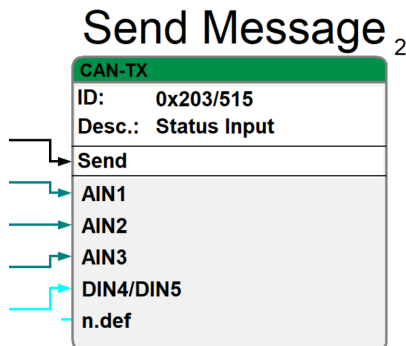 Send Message 2
CAN-TX
ID: 0x203/515
Desc.: Status Input
Send
AIN1
AIN2
AIN3
DIN4/DIN5
n.def